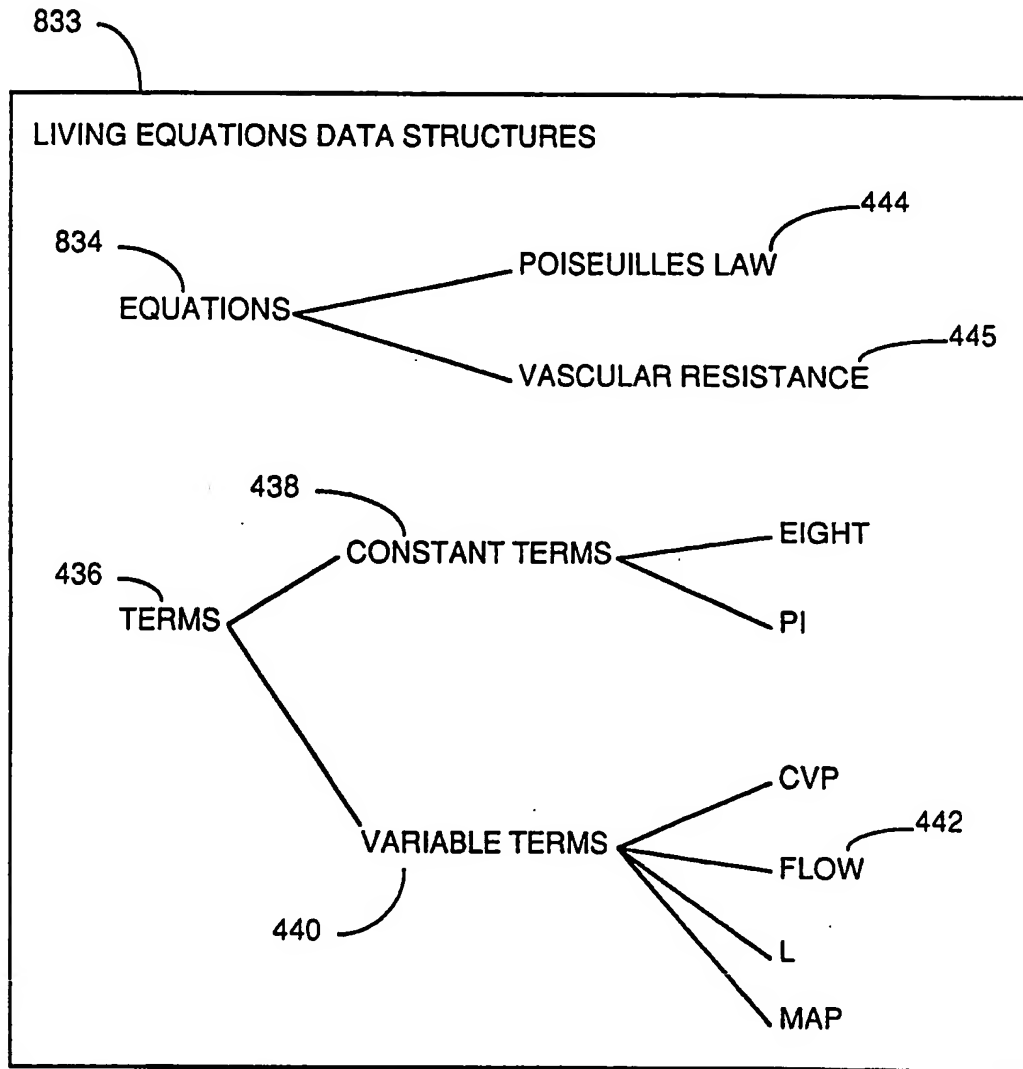 833
LIVING EQUATIONS DATA STRUCTURES
444
834
POISEUILLES LAW
EQUATIONS
445
VASCULAR RESISTANCE
438
EIGHT
CONSTANT TERMS
436
TERMS
PI
CVP
442
VARIABLE TERMS
FLOW
440
L
MAP